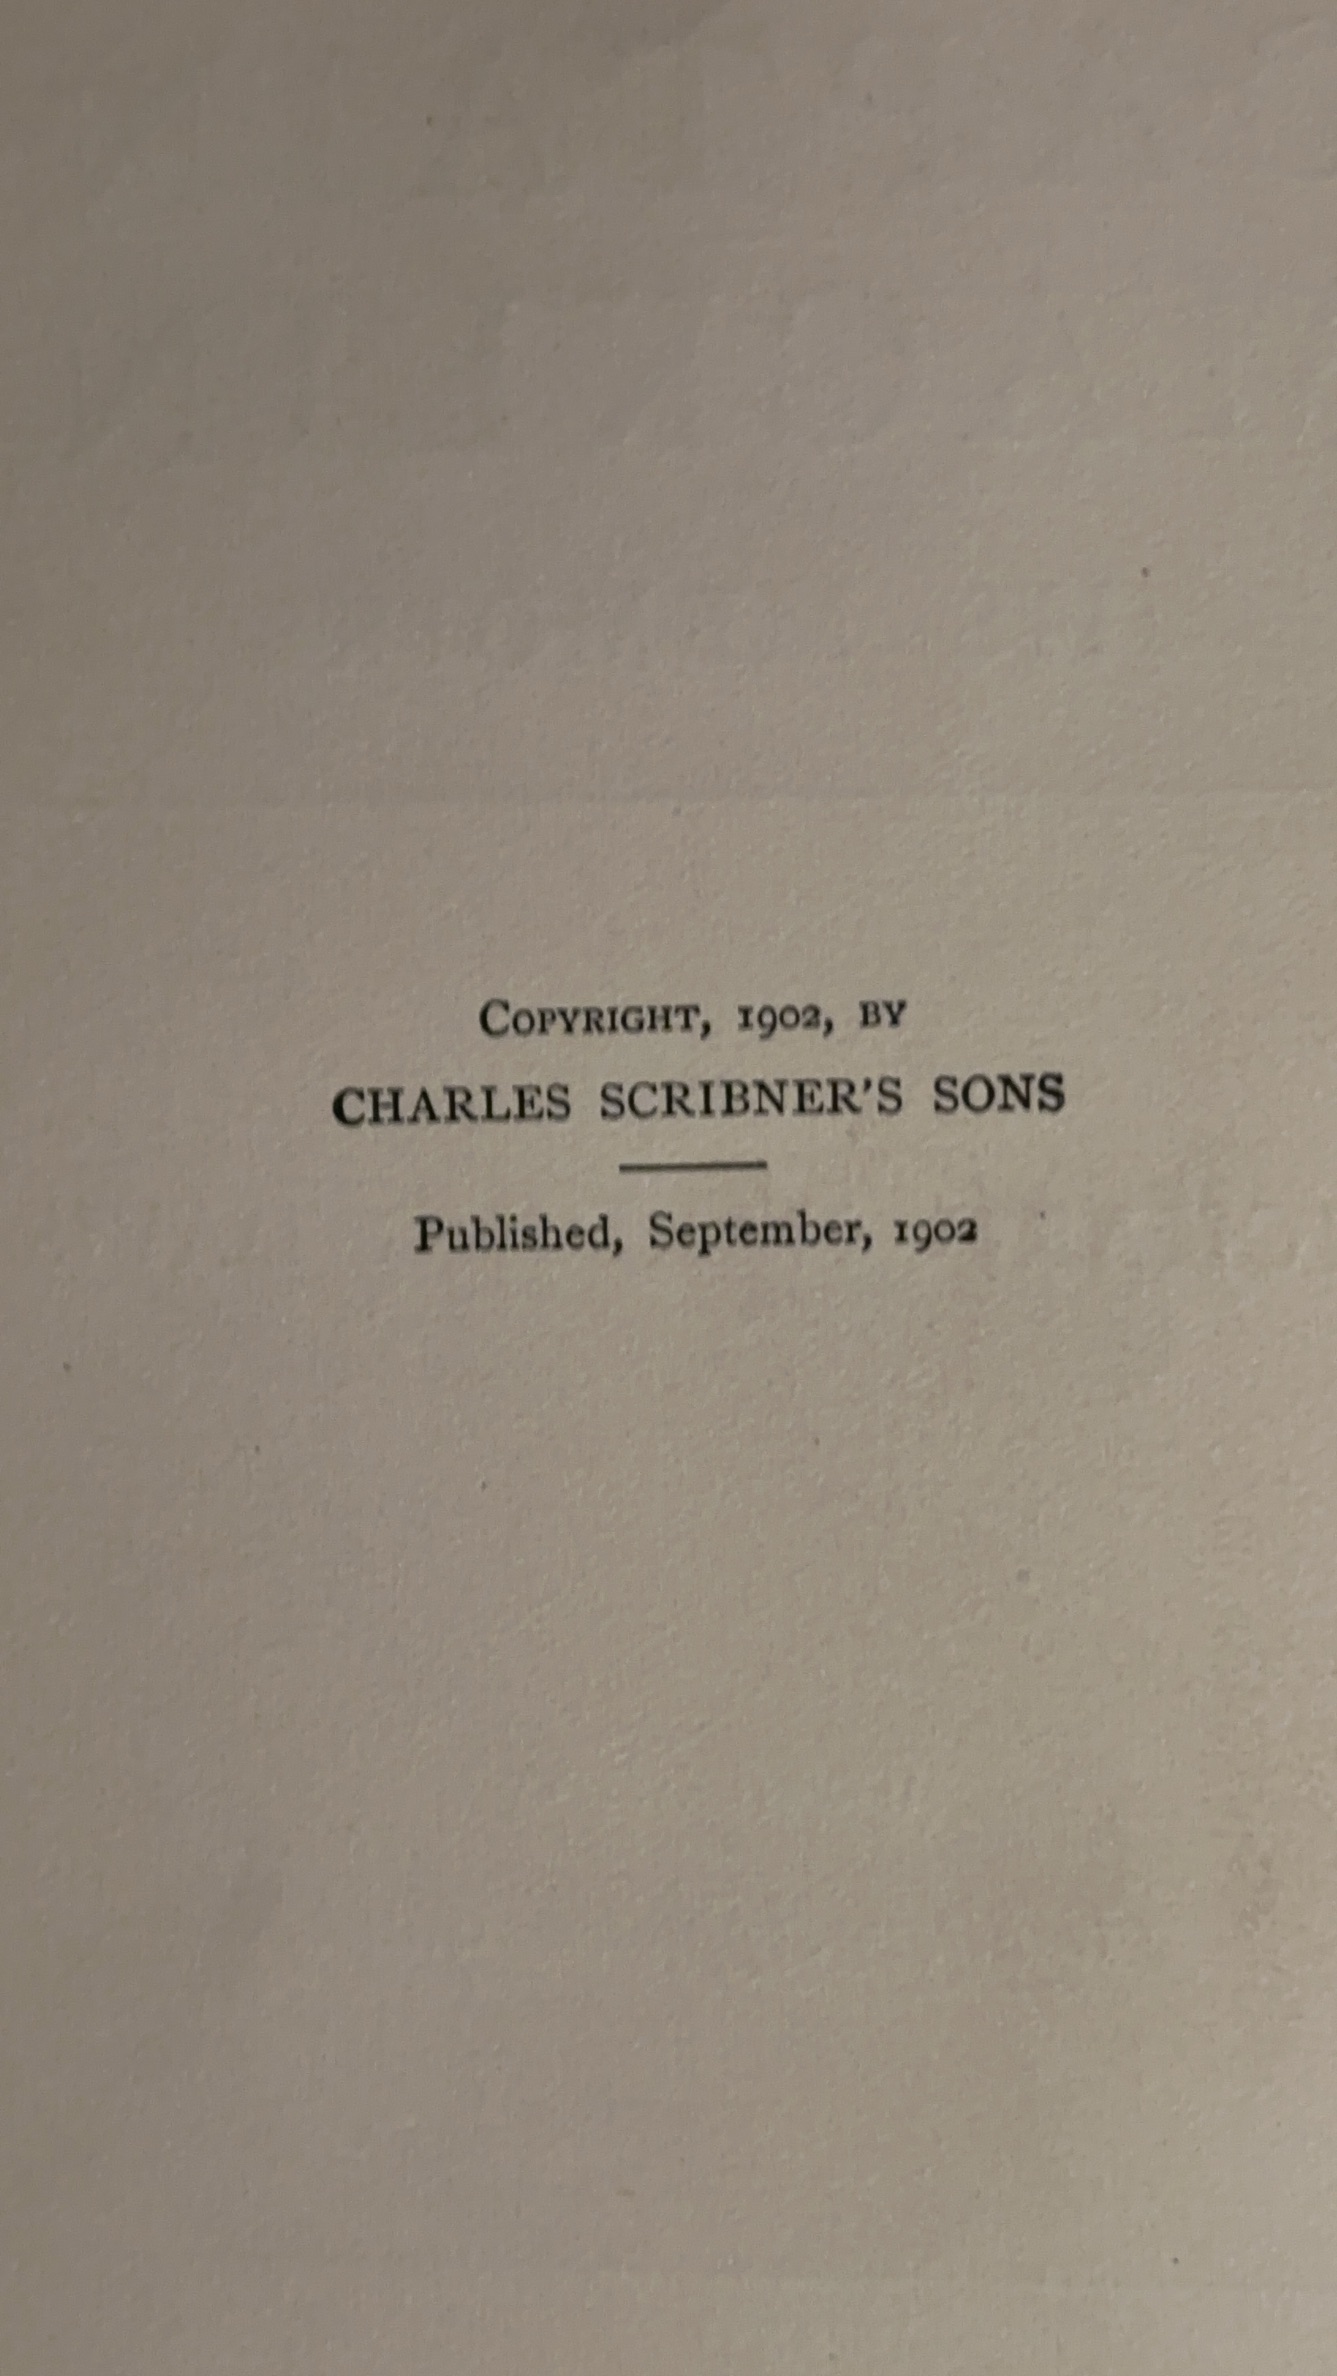 Copyright, 1902, by
CHARLES SCRIBNER'S SONS
Published, September, 1902